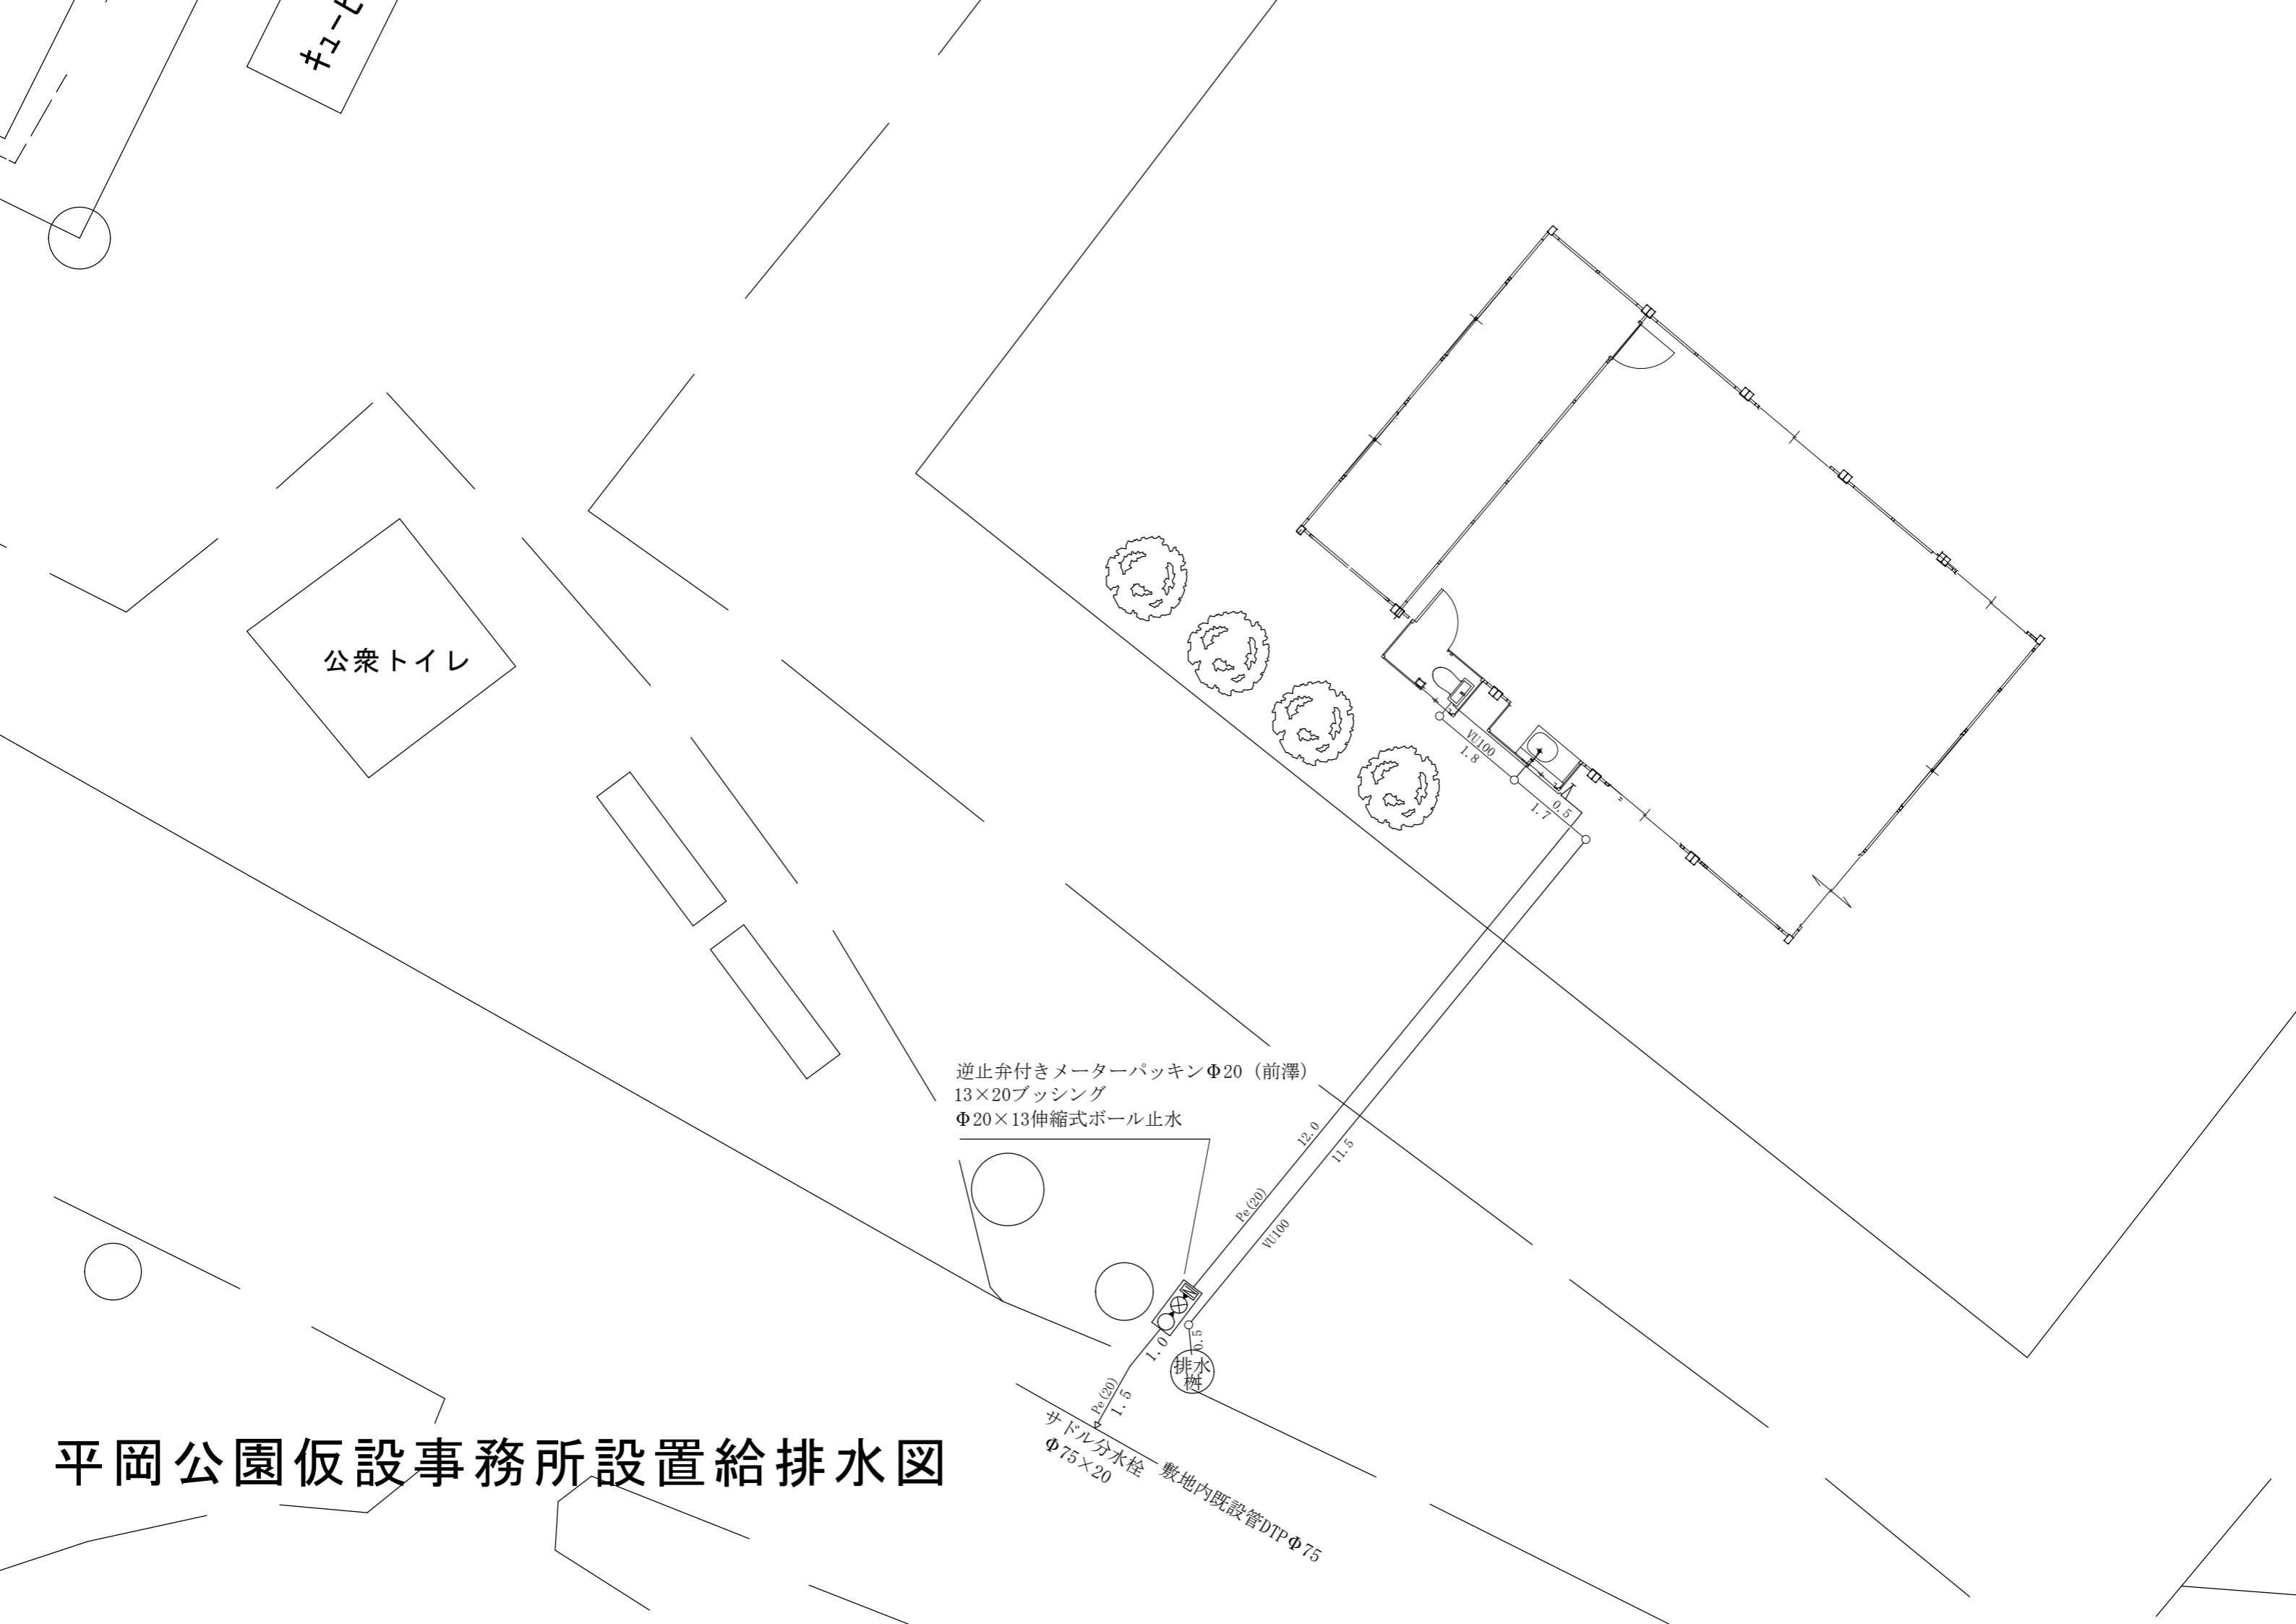 キュービ
公衆トイレ
VU100
1.8
1.7
0.5
逆止弁付きメーターパッキンΦ20（前澤）
13×20ブッシング
Φ20×13伸縮式ボール止水
12.0
11.5
Pe(20)
VU100
M
1.0
0.5
排水
桝
Pe(20)
1.5
サドル分水栓
Φ75×20
敷地内既設管DTPΦ75
平岡公園仮設事務所設置給排水図